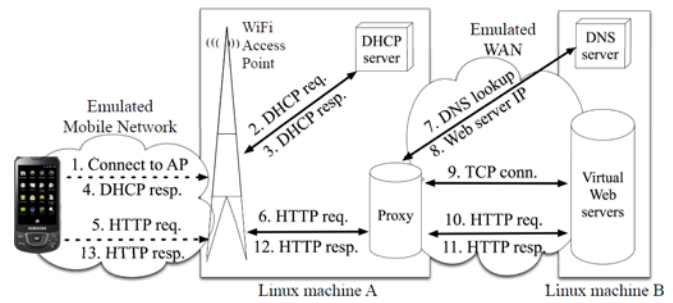 WiFi
Access
Point
DHCP
server
Emulated
WAN
DNS
server
Emulated
Mobile Network
2. DHCP req.
3. DHCP resp.
7. DNS lookup
8. Web server IP
1. Connect to AP
4. DHCP resp.
5. HTTP req.
13. HTTP resp.
6. HTTP req.
12. HTTP resp.
Proxy
9. TCP conn.
10. HTTP req.
11. HTTP resp.
Virtual
Web
servers
Linux machine A
Linux machine B